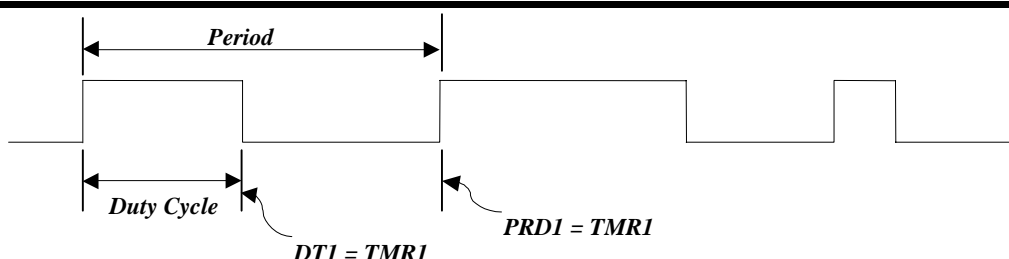 Period
Duty Cycle
PRD1 = TMR1
DT1 = TMR1